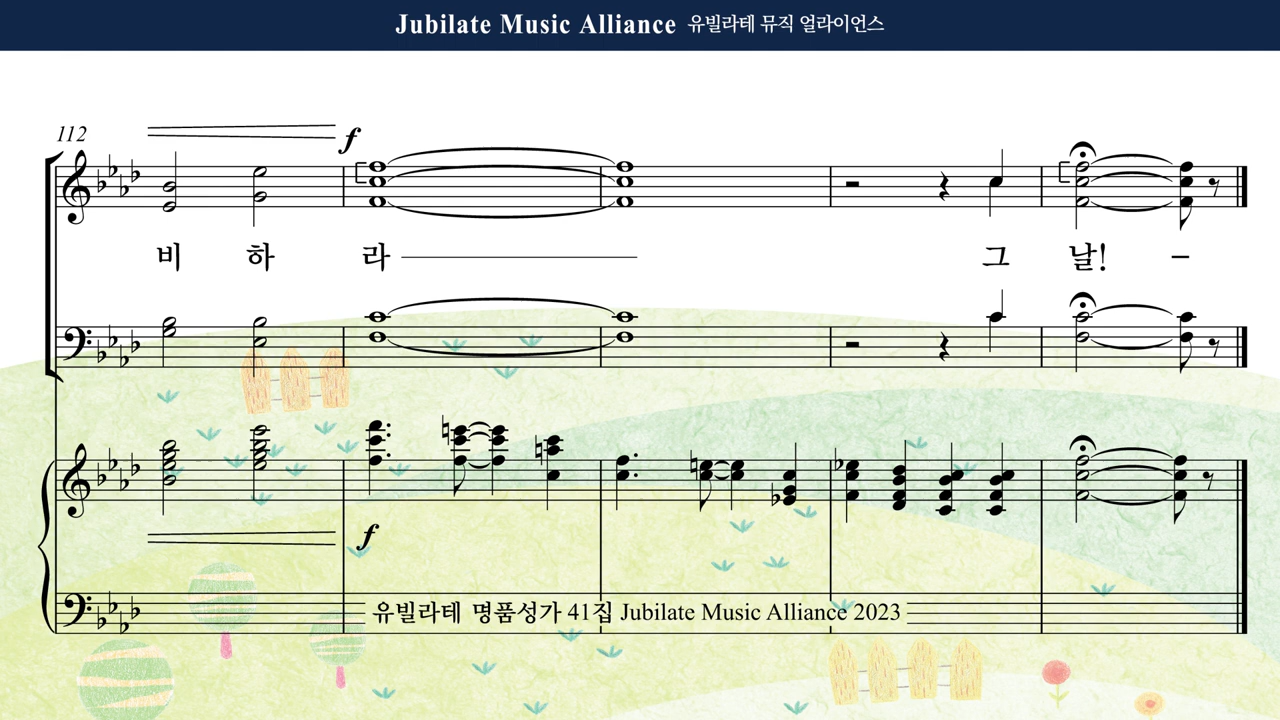 Jubilate Music Alliance 유빌라테 뮤직 얼라이언스
112
f
비 하 라 그 날! –
f
유빌라테 명품성가 41집 Jubilate Music Alliance 2023